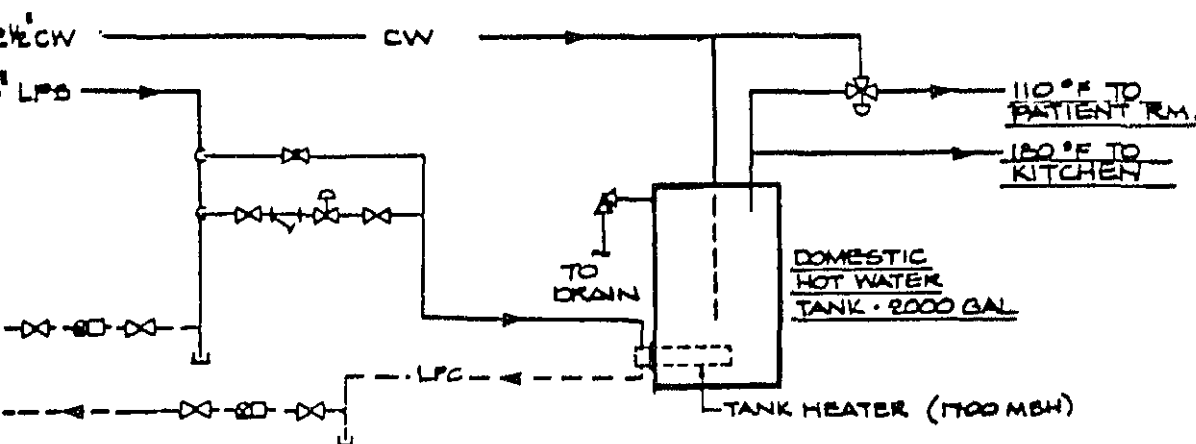 2½" CW
CW
" LPS
110°F TO
PATIENT RM.
180°F TO
KITCHEN
TO
DRAIN
DOMESTIC
HOT WATER
TANK · 2000 GAL
LPC
TANK HEATER (1700 MBH)